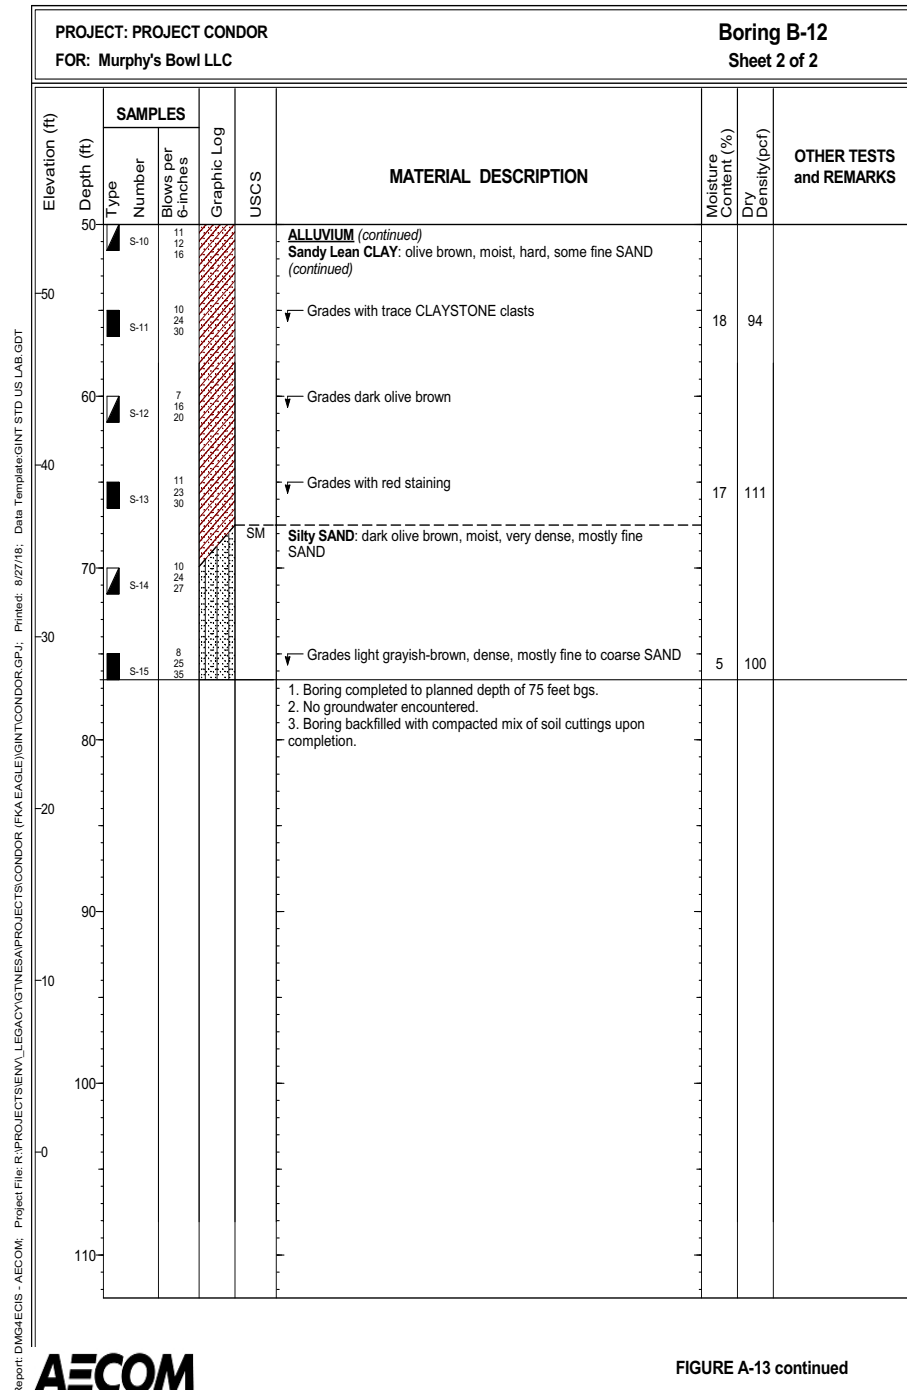 PROJECT: PROJECT CONDOR
FOR: Murphy's Bowl LLC
Boring B-12
Sheet 2 of 2
Elevation (ft)
Depth (ft)
SAMPLES
Type
Number
Blows per
6-inches
Graphic Log
USCS
MATERIAL DESCRIPTION
Moisture
Content (%)
Dry
Density(pcf)
OTHER TESTS
and REMARKS
50
S-10
11
12
16
ALLUVIUM (continued)
Sandy Lean CLAY: olive brown, moist, hard, some fine SAND
(continued)
50
S-11
10
24
30
Grades with trace CLAYSTONE clasts
18
94
60
S-12
7
16
20
Grades dark olive brown
40
S-13
11
23
30
Grades with red staining
17
111
SM
Silty SAND: dark olive brown, moist, very dense, mostly fine
SAND
70
S-14
10
24
27
30
S-15
8
25
35
Grades light grayish-brown, dense, mostly fine to coarse SAND
5
100
1. Boring completed to planned depth of 75 feet bgs.
2. No groundwater encountered.
3. Boring backfilled with compacted mix of soil cuttings upon
completion.
80
20
90
10
100
0
110
Report: DMG4ECIS - AECOM; Project File: R:\PROJECTS\ENV\_LEGACY\GT\NESA\PROJECTS\CONDOR (FKA EAGLE)\GINT\CONDOR.GPJ; Printed: 8/27/18; Data Template:GINT STD US LAB.GDT
AECOM
FIGURE A-13 continued